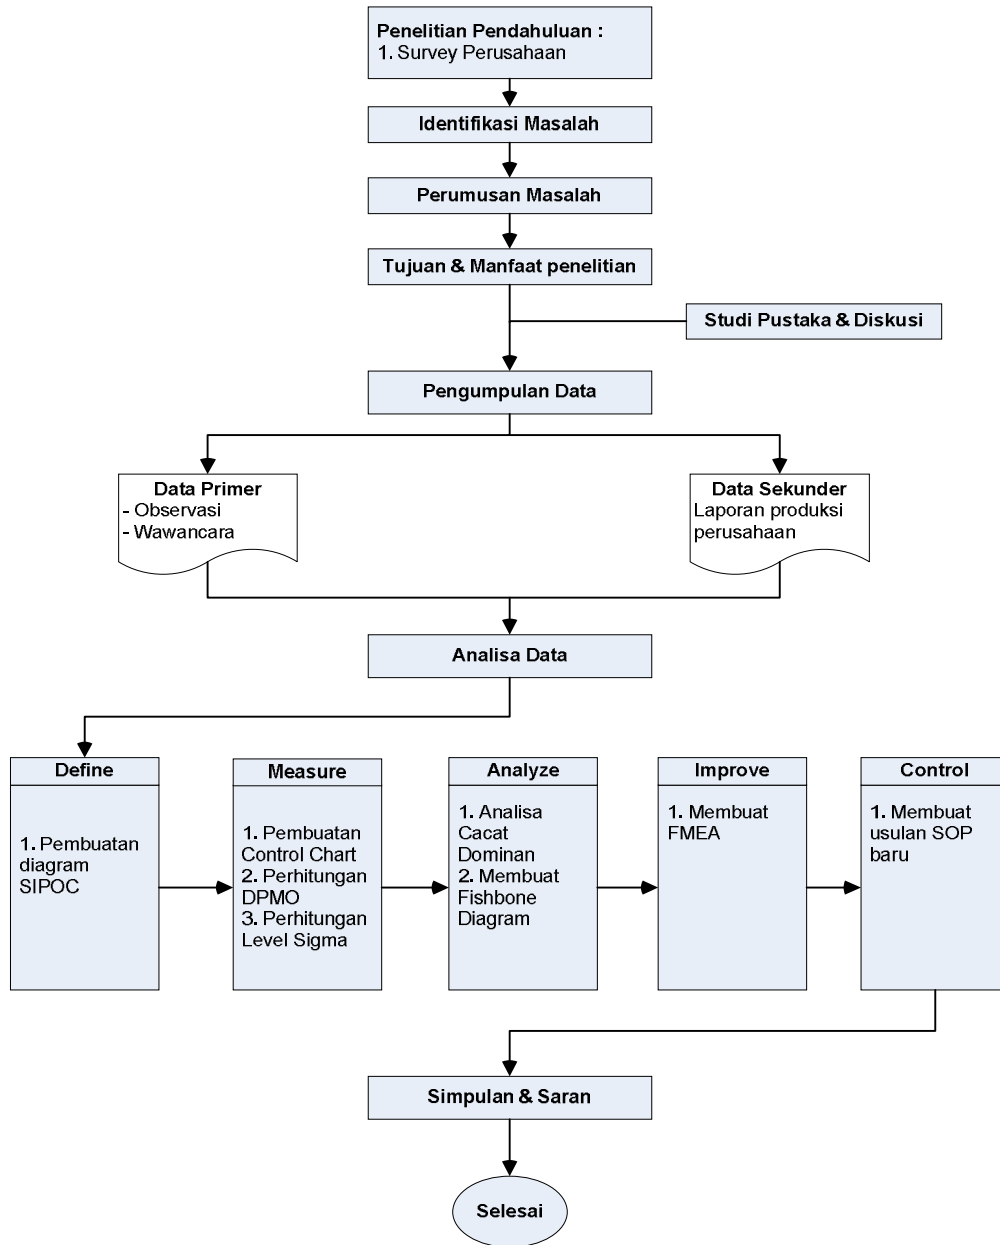 Penelitian Pendahuluan :
1. Survey Perusahaan
Identifikasi Masalah
Perumusan Masalah
Tujuan & Manfaat penelitian
Studi Pustaka & Diskusi
Pengumpulan Data
Data Primer
- Observasi
- Wawancara
Data Sekunder
Laporan produksi
perusahaan
Analisa Data
Define
1. Pembuatan
diagram
SIPOC
Measure
1. Pembuatan
Control Chart
2. Perhitungan
DPMO
3. Perhitungan
Level Sigma
Analyze
1. Analisa
Cacat
Dominan
2. Membuat
Fishbone
Diagram
Improve
1. Membuat
FMEA
Control
1. Membuat
usulan SOP
baru
Simpulan & Saran
Selesai